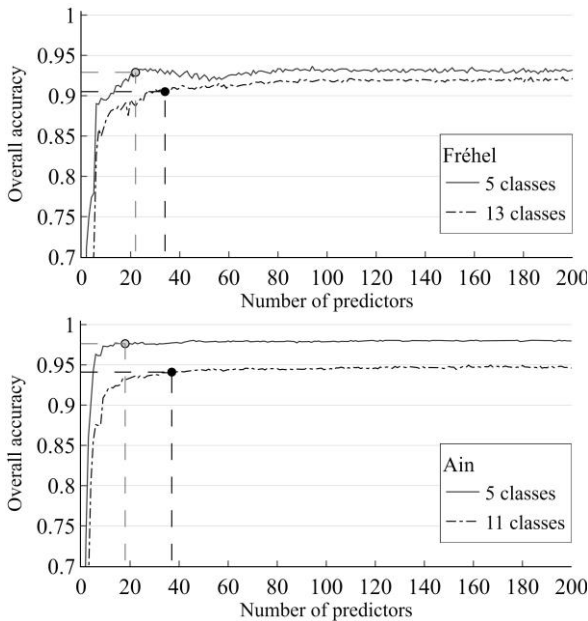 1
0.95
0.9
0.85
0.8
0.75
0.7
Overall accuracy
Fréhel
5 classes
13 classes
0 20 40 60 80 100 120 140 160 180 200
Number of predictors
1
0.95
0.9
0.85
0.8
0.75
0.7
Overall accuracy
Ain
5 classes
11 classes
0 20 40 60 80 100 120 140 160 180 200
Number of predictors